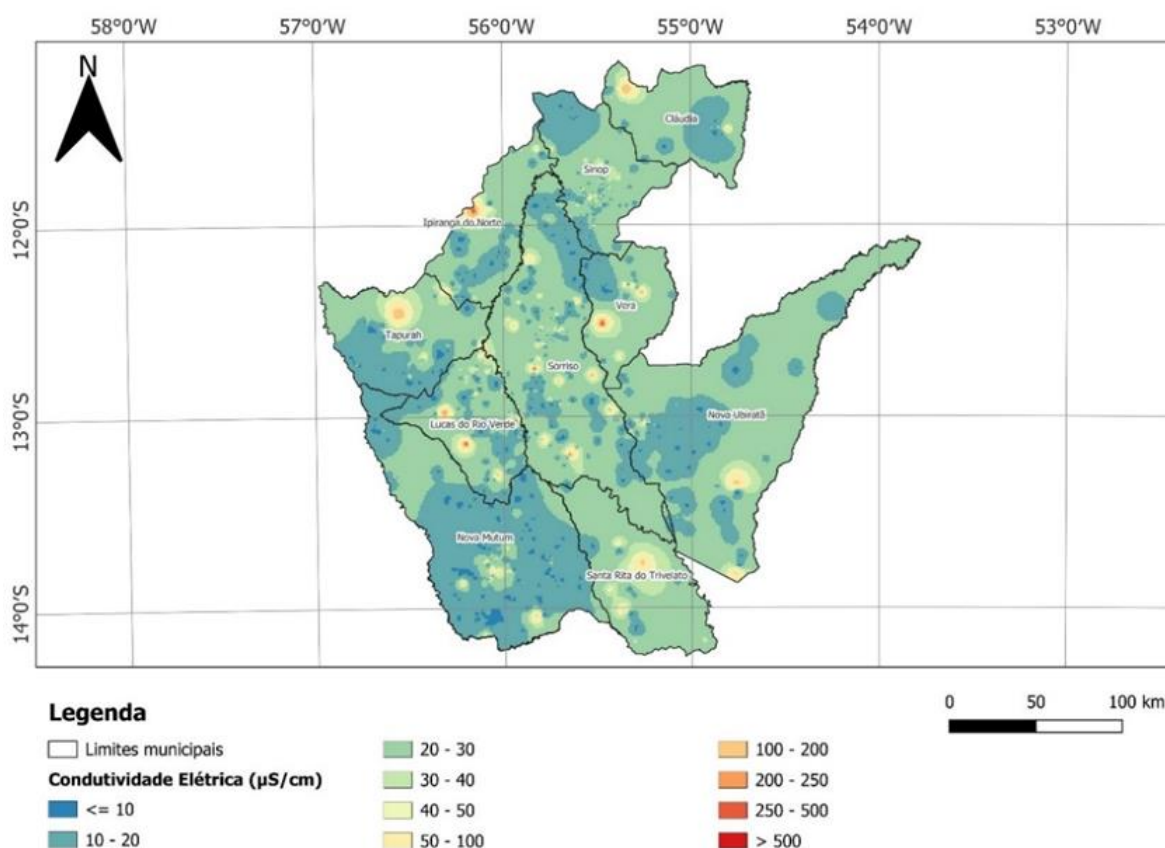 58°0'W 57°0'W 56°0'W 55°0'W 54°0'W 53°0'W
N
Cláudia
Sinop
Ipiranga do Norte
12°0'S
Vera
Tapurah
Sorriso
Nova Ubiratã
13°0'S
Lucas do Rio Verde
Nova Mutum
Santa Rita do Trivelato
14°0'S
0 50 100 km
Legenda
Limites municipais
Condutividade Elétrica (µS/cm)
<= 10
10 - 20
20 - 30
30 - 40
40 - 50
50 - 100
100 - 200
200 - 250
250 - 500
> 500